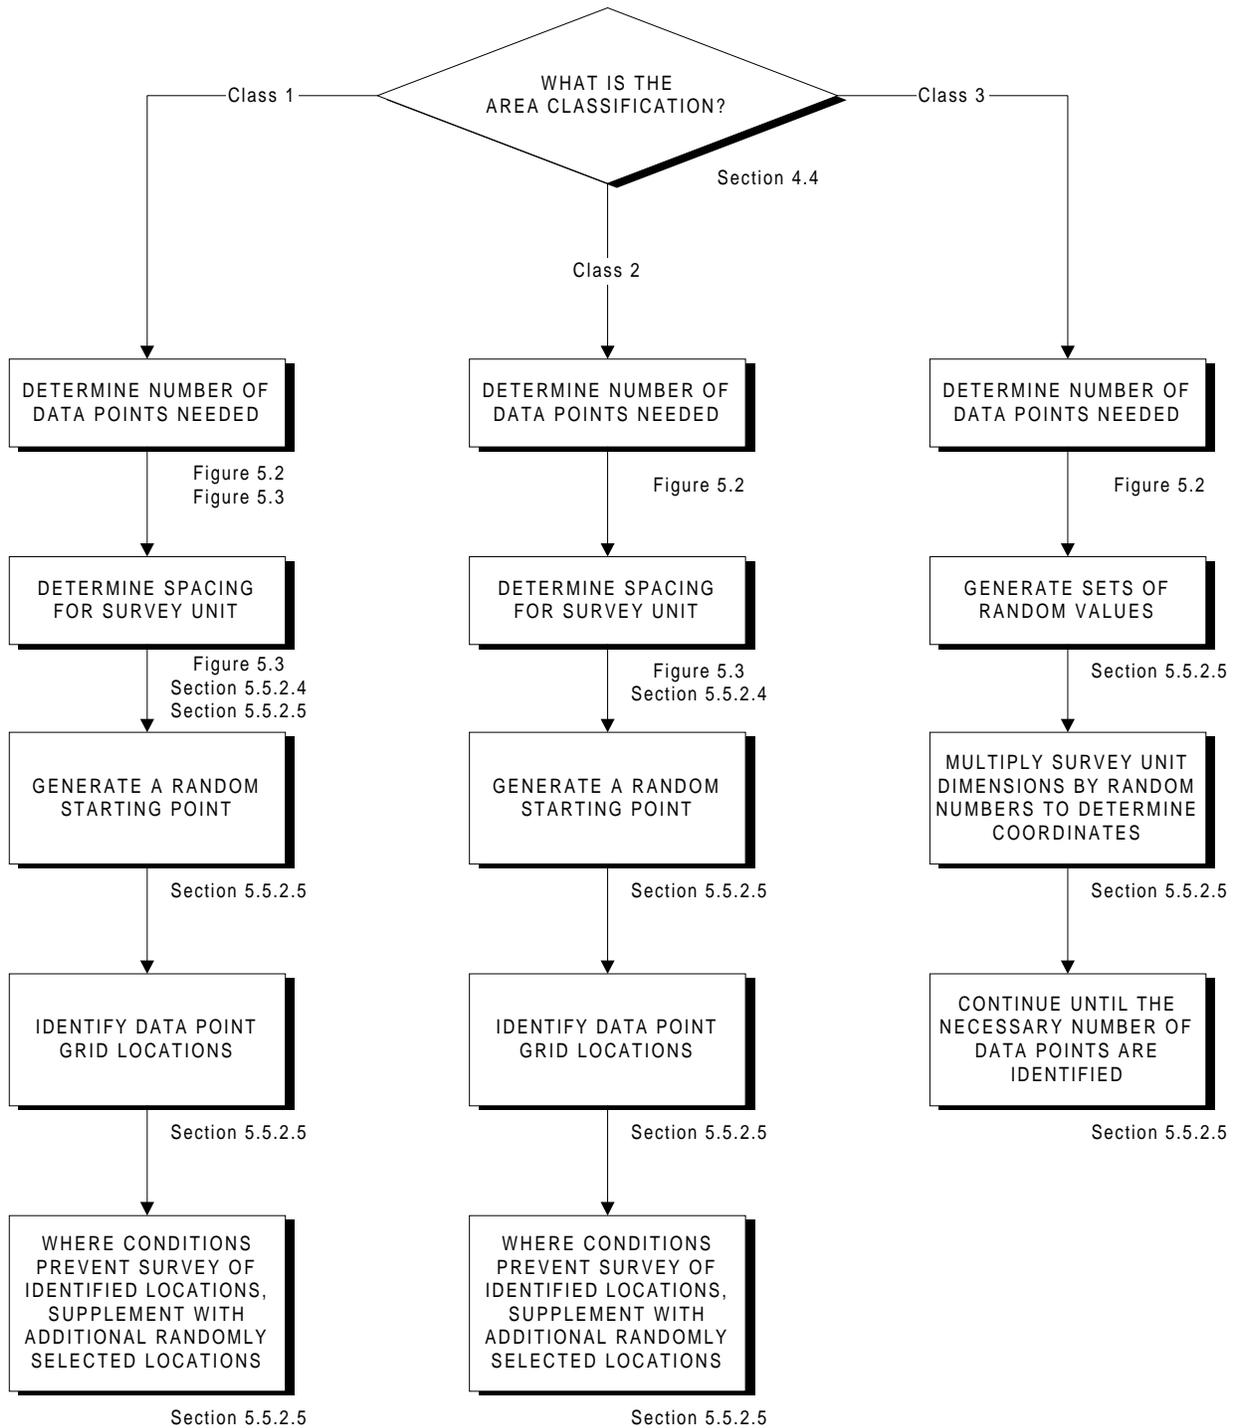 WHAT IS THE
AREA CLASSIFICATION?
Class 1
Class 3
Section 4.4
Class 2
DETERMINE NUMBER OF
DATA POINTS NEEDED
Figure 5.2
Figure 5.3
DETERMINE SPACING
FOR SURVEY UNIT
Figure 5.3
Section 5.5.2.4
Section 5.5.2.5
GENERATE A RANDOM
STARTING POINT
Section 5.5.2.5
IDENTIFY DATA POINT
GRID LOCATIONS
Section 5.5.2.5
WHERE CONDITIONS
PREVENT SURVEY OF
IDENTIFIED LOCATIONS,
SUPPLEMENT WITH
ADDITIONAL RANDOMLY
SELECTED LOCATIONS
Section 5.5.2.5
DETERMINE NUMBER OF
DATA POINTS NEEDED
Figure 5.2
DETERMINE SPACING
FOR SURVEY UNIT
Figure 5.3
Section 5.5.2.4
GENERATE A RANDOM
STARTING POINT
Section 5.5.2.5
IDENTIFY DATA POINT
GRID LOCATIONS
Section 5.5.2.5
WHERE CONDITIONS
PREVENT SURVEY OF
IDENTIFIED LOCATIONS,
SUPPLEMENT WITH
ADDITIONAL RANDOMLY
SELECTED LOCATIONS
Section 5.5.2.5
DETERMINE NUMBER OF
DATA POINTS NEEDED
Figure 5.2
GENERATE SETS OF
RANDOM VALUES
Section 5.5.2.5
MULTIPLY SURVEY UNIT
DIMENSIONS BY RANDOM
NUMBERS TO DETERMINE
COORDINATES
Section 5.5.2.5
CONTINUE UNTIL THE
NECESSARY NUMBER OF
DATA POINTS ARE
IDENTIFIED
Section 5.5.2.5